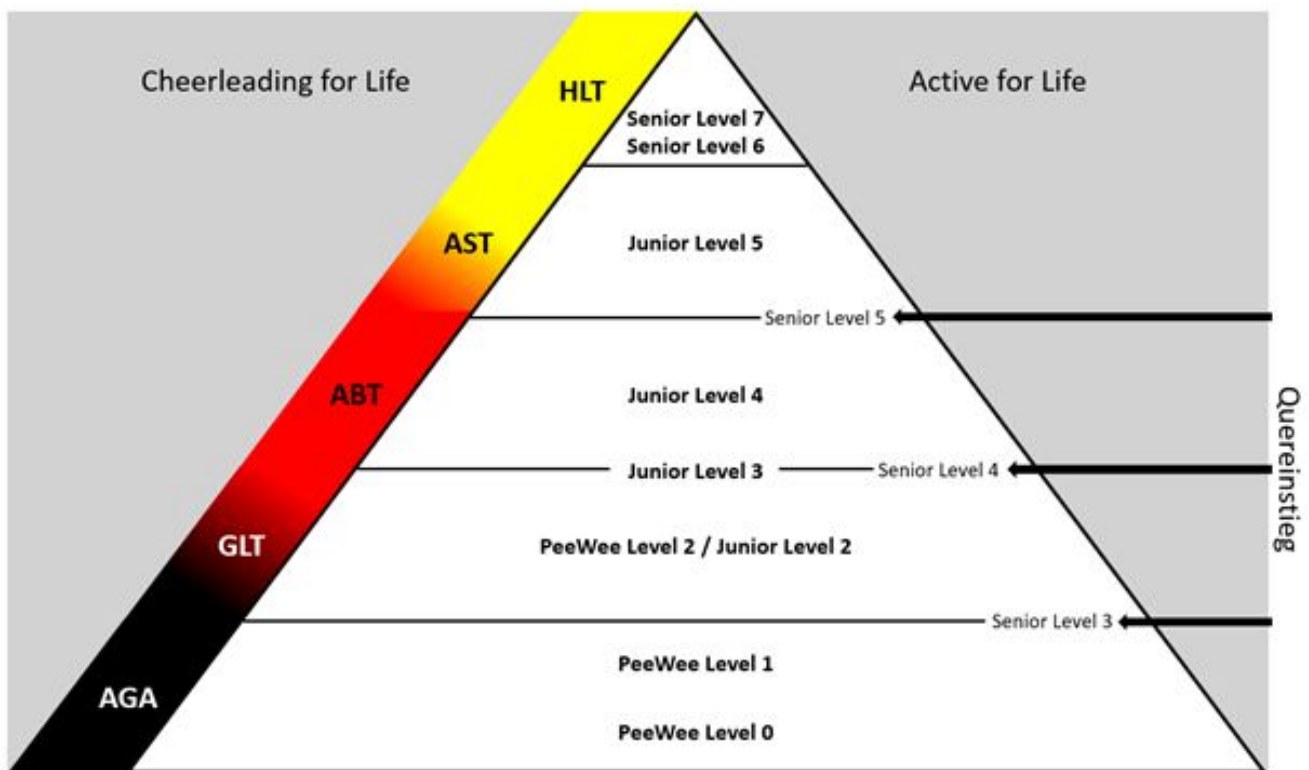 Cheerleading for Life
Active for Life
HLT
Senior Level 7
Senior Level 6
AST
Junior Level 5
Senior Level 5
ABT
Junior Level 4
Junior Level 3
Senior Level 4
GLT
PeeWee Level 2 / Junior Level 2
Senior Level 3
PeeWee Level 1
AGA
PeeWee Level 0
Quereinstieg